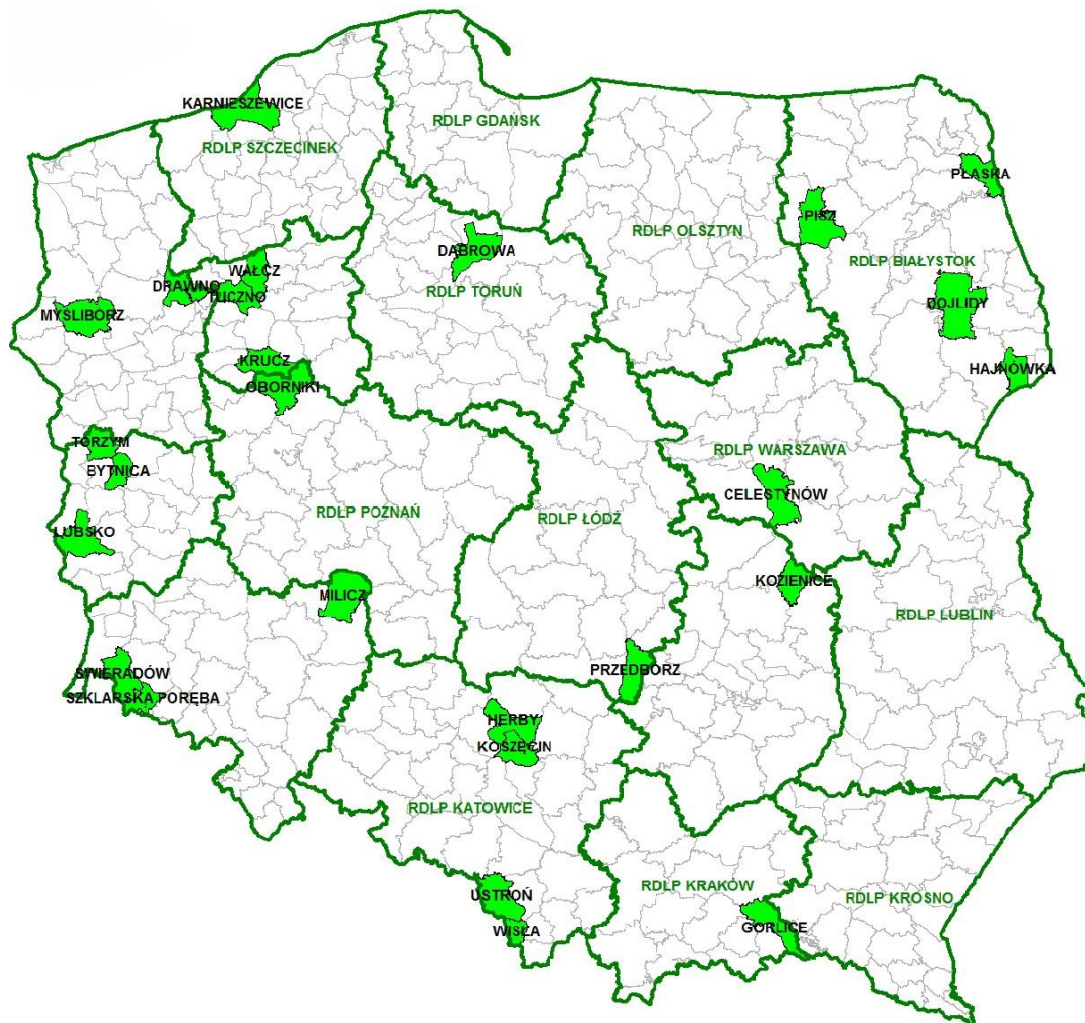 KARNIESZEWICE
RDLP GDAŃSK
RDLP SZCZECINEK
PŁASKA
PISZ
RDLP OLSZTYN
DĄBROWA
RDLP BIAŁYSTOK
WAŁCZ
DRAWNO
TUCZNO
RDLP TORUŃ
DOJLIDY
MYŚLIBÓRZ
KRUCZ
HAJNÓWKA
OBORNIKI
TORZYM
RDLP WARSZAWA
BYTNICA
CELESTYNÓW
RDLP POZNAŃ
RDLP ŁÓDŹ
LUBSKO
KOZIENICE
MILICZ
RDLP LUBLIN
PRZEDBÓRZ
ŚWIERADÓW
SZKLARSKA PORĘBA
HERBY
KOSZĘCIN
RDLP KATOWICE
RDLP KRAKÓW
USTROŃ
RDLP KROSNO
GORLICE
WISŁA